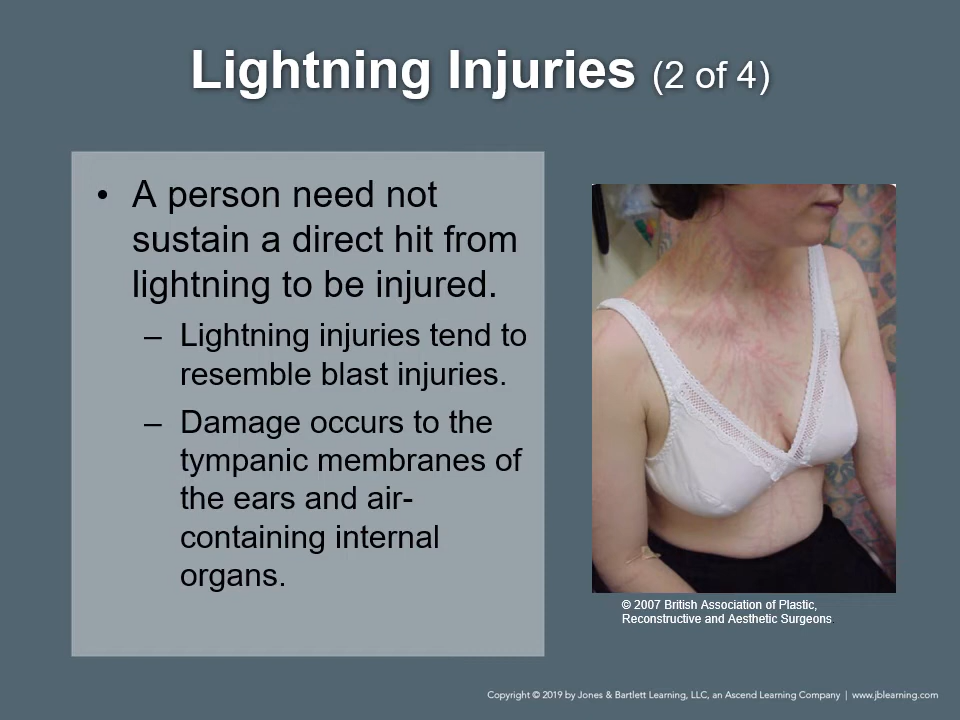 Lightning Injuries (2 of 4)
• A person need not
sustain a direct hit from
lightning to be injured.
– Lightning injuries tend to
resemble blast injuries.
– Damage occurs to the
tympanic membranes of
the ears and air-
containing internal
organs.
© 2007 British Association of Plastic,
Reconstructive and Aesthetic Surgeons.
Copyright © 2019 by Jones & Bartlett Learning, LLC, an Ascend Learning Company | www.jblearning.com